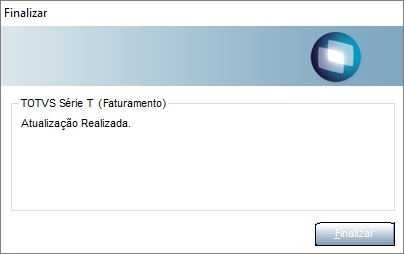 Finalizar
TOTVS Série T (Faturamento)
Atualização Realizada.
Finalizar